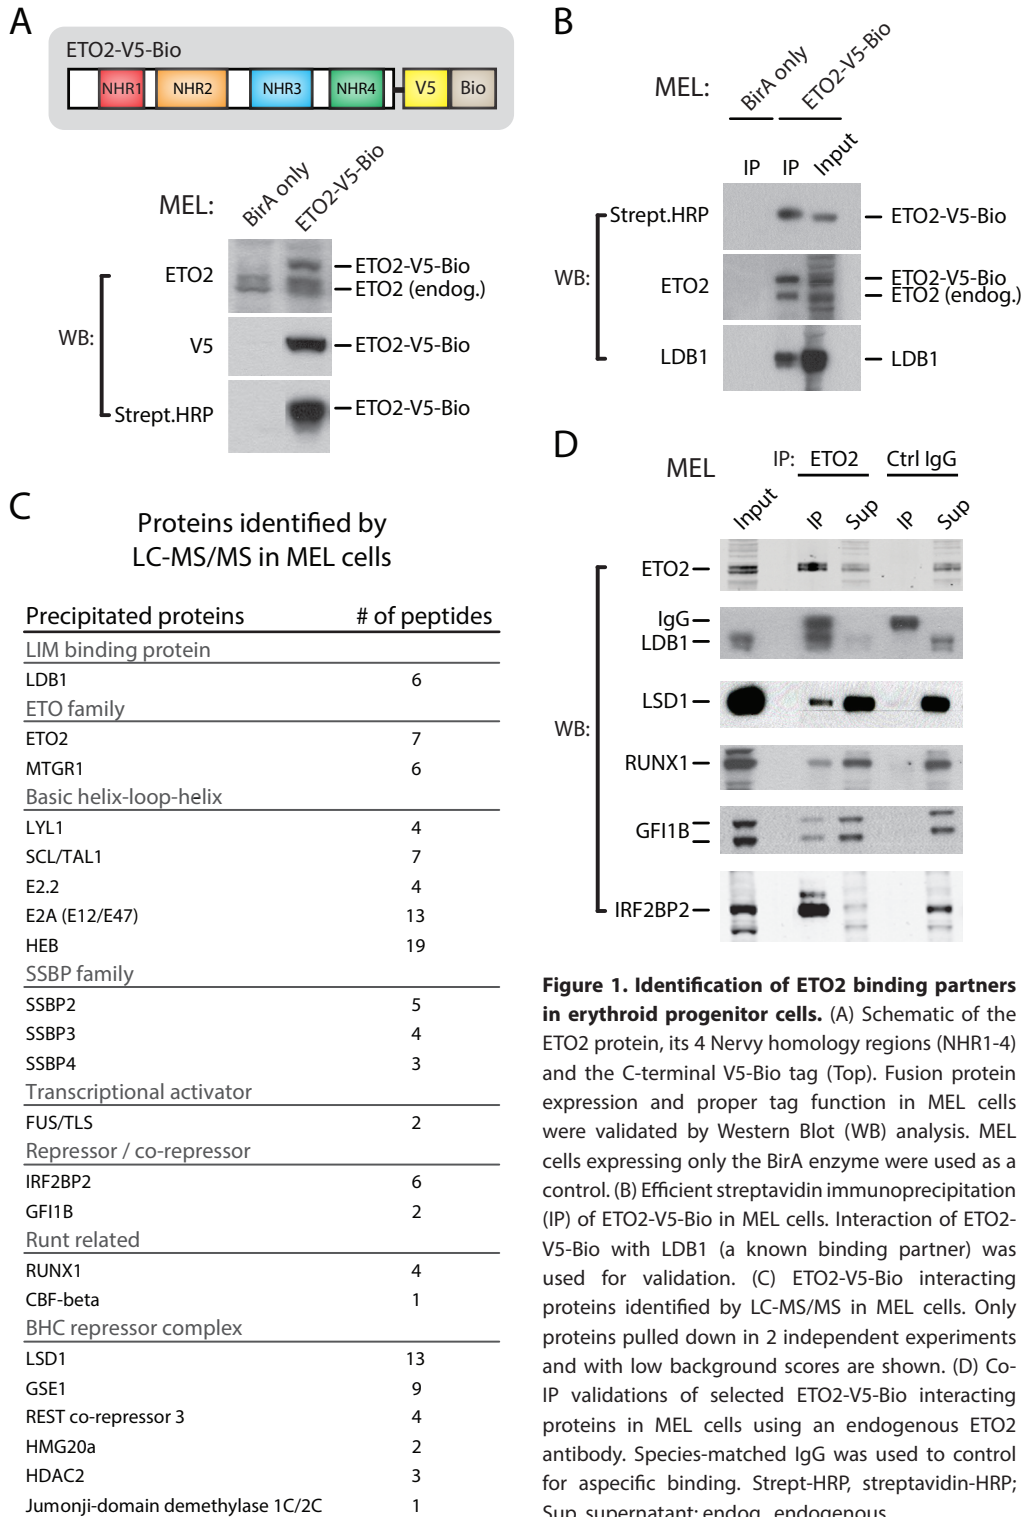 A
ETO2-V5-Bio
NHR1 NHR2 NHR3 NHR4 V5 Bio
MEL: BirA only ETO2-V5-Bio
WB:
ETO2 ETO2-V5-Bio
ETO2 (endog.)
V5 ETO2-V5-Bio
Strept.HRP ETO2-V5-Bio
B
MEL: BirA only ETO2-V5-Bio
IP IP Input
WB:
Strept.HRP ETO2-V5-Bio
ETO2 ETO2-V5-Bio
ETO2 (endog.)
LDB1 LDB1
C
Proteins identified by
LC-MS/MS in MEL cells
Precipitated proteins # of peptides
LIM binding protein
LDB1 6
ETO family
ETO2 7
MTGR1 6
Basic helix-loop-helix
LYL1 4
SCL/TAL1 7
E2.2 4
E2A (E12/E47) 13
HEB 19
SSBP family
SSBP2 5
SSBP3 4
SSBP4 3
Transcriptional activator
FUS/TLS 2
Repressor / co-repressor
IRF2BP2 6
GFI1B 2
Runt related
RUNX1 4
CBF-beta 1
BHC repressor complex
LSD1 13
GSE1 9
REST co-repressor 3 4
HMG20a 2
HDAC2 3
Jumonji-domain demethylase 1C/2C 1
D
MEL IP: ETO2 Ctrl IgG
Input IP Sup IP Sup
WB:
ETO2
IgG
LDB1
LSD1
RUNX1
GFI1B
IRF2BP2
Figure 1. Identification of ETO2 binding partners
in erythroid progenitor cells. (A) Schematic of the
ETO2 protein, its 4 Nervy homology regions (NHR1-4)
and the C-terminal V5-Bio tag (Top). Fusion protein
expression and proper tag function in MEL cells
were validated by Western Blot (WB) analysis. MEL
cells expressing only the BirA enzyme were used as a
control. (B) Efficient streptavidin immunoprecipitation
(IP) of ETO2-V5-Bio in MEL cells. Interaction of ETO2-
V5-Bio with LDB1 (a known binding partner) was
used for validation. (C) ETO2-V5-Bio interacting
proteins identified by LC-MS/MS in MEL cells. Only
proteins pulled down in 2 independent experiments
and with low background scores are shown. (D) Co-
IP validations of selected ETO2-V5-Bio interacting
proteins in MEL cells using an endogenous ETO2
antibody. Species-matched IgG was used to control
for aspecific binding. Strept-HRP, streptavidin-HRP;
Sup, supernatant; endog., endogenous